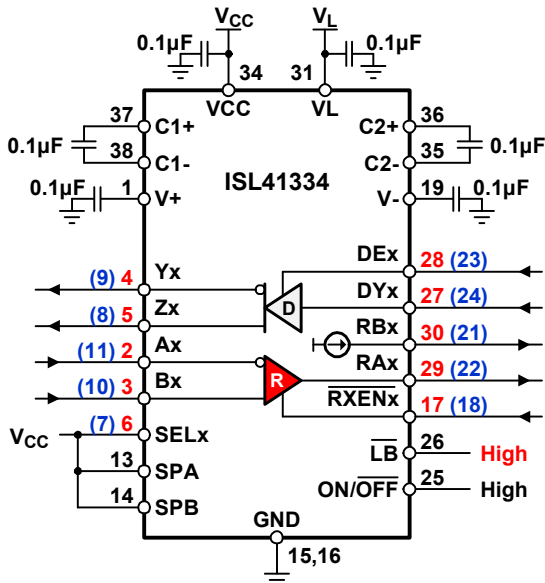 VCC VL
0.1µF 0.1µF
34 31
VCC VL
37 C1+ C2+ 36
0.1µF 0.1µF
38 C1- C2- 35
ISL41334
0.1µF 1 V+ V- 19 0.1µF
DEx 28 (23)
(9) 4 Yx
D
DYx 27 (24)
(8) 5 Zx
RBx 30 (21)
(11) 2 Ax
R
RAx 29 (22)
(10) 3 Bx
RXENx 17 (18)
VCC (7) 6 SELx
LB 26 High
13 SPA
ON/OFF 25 High
14 SPB
GND
15,16